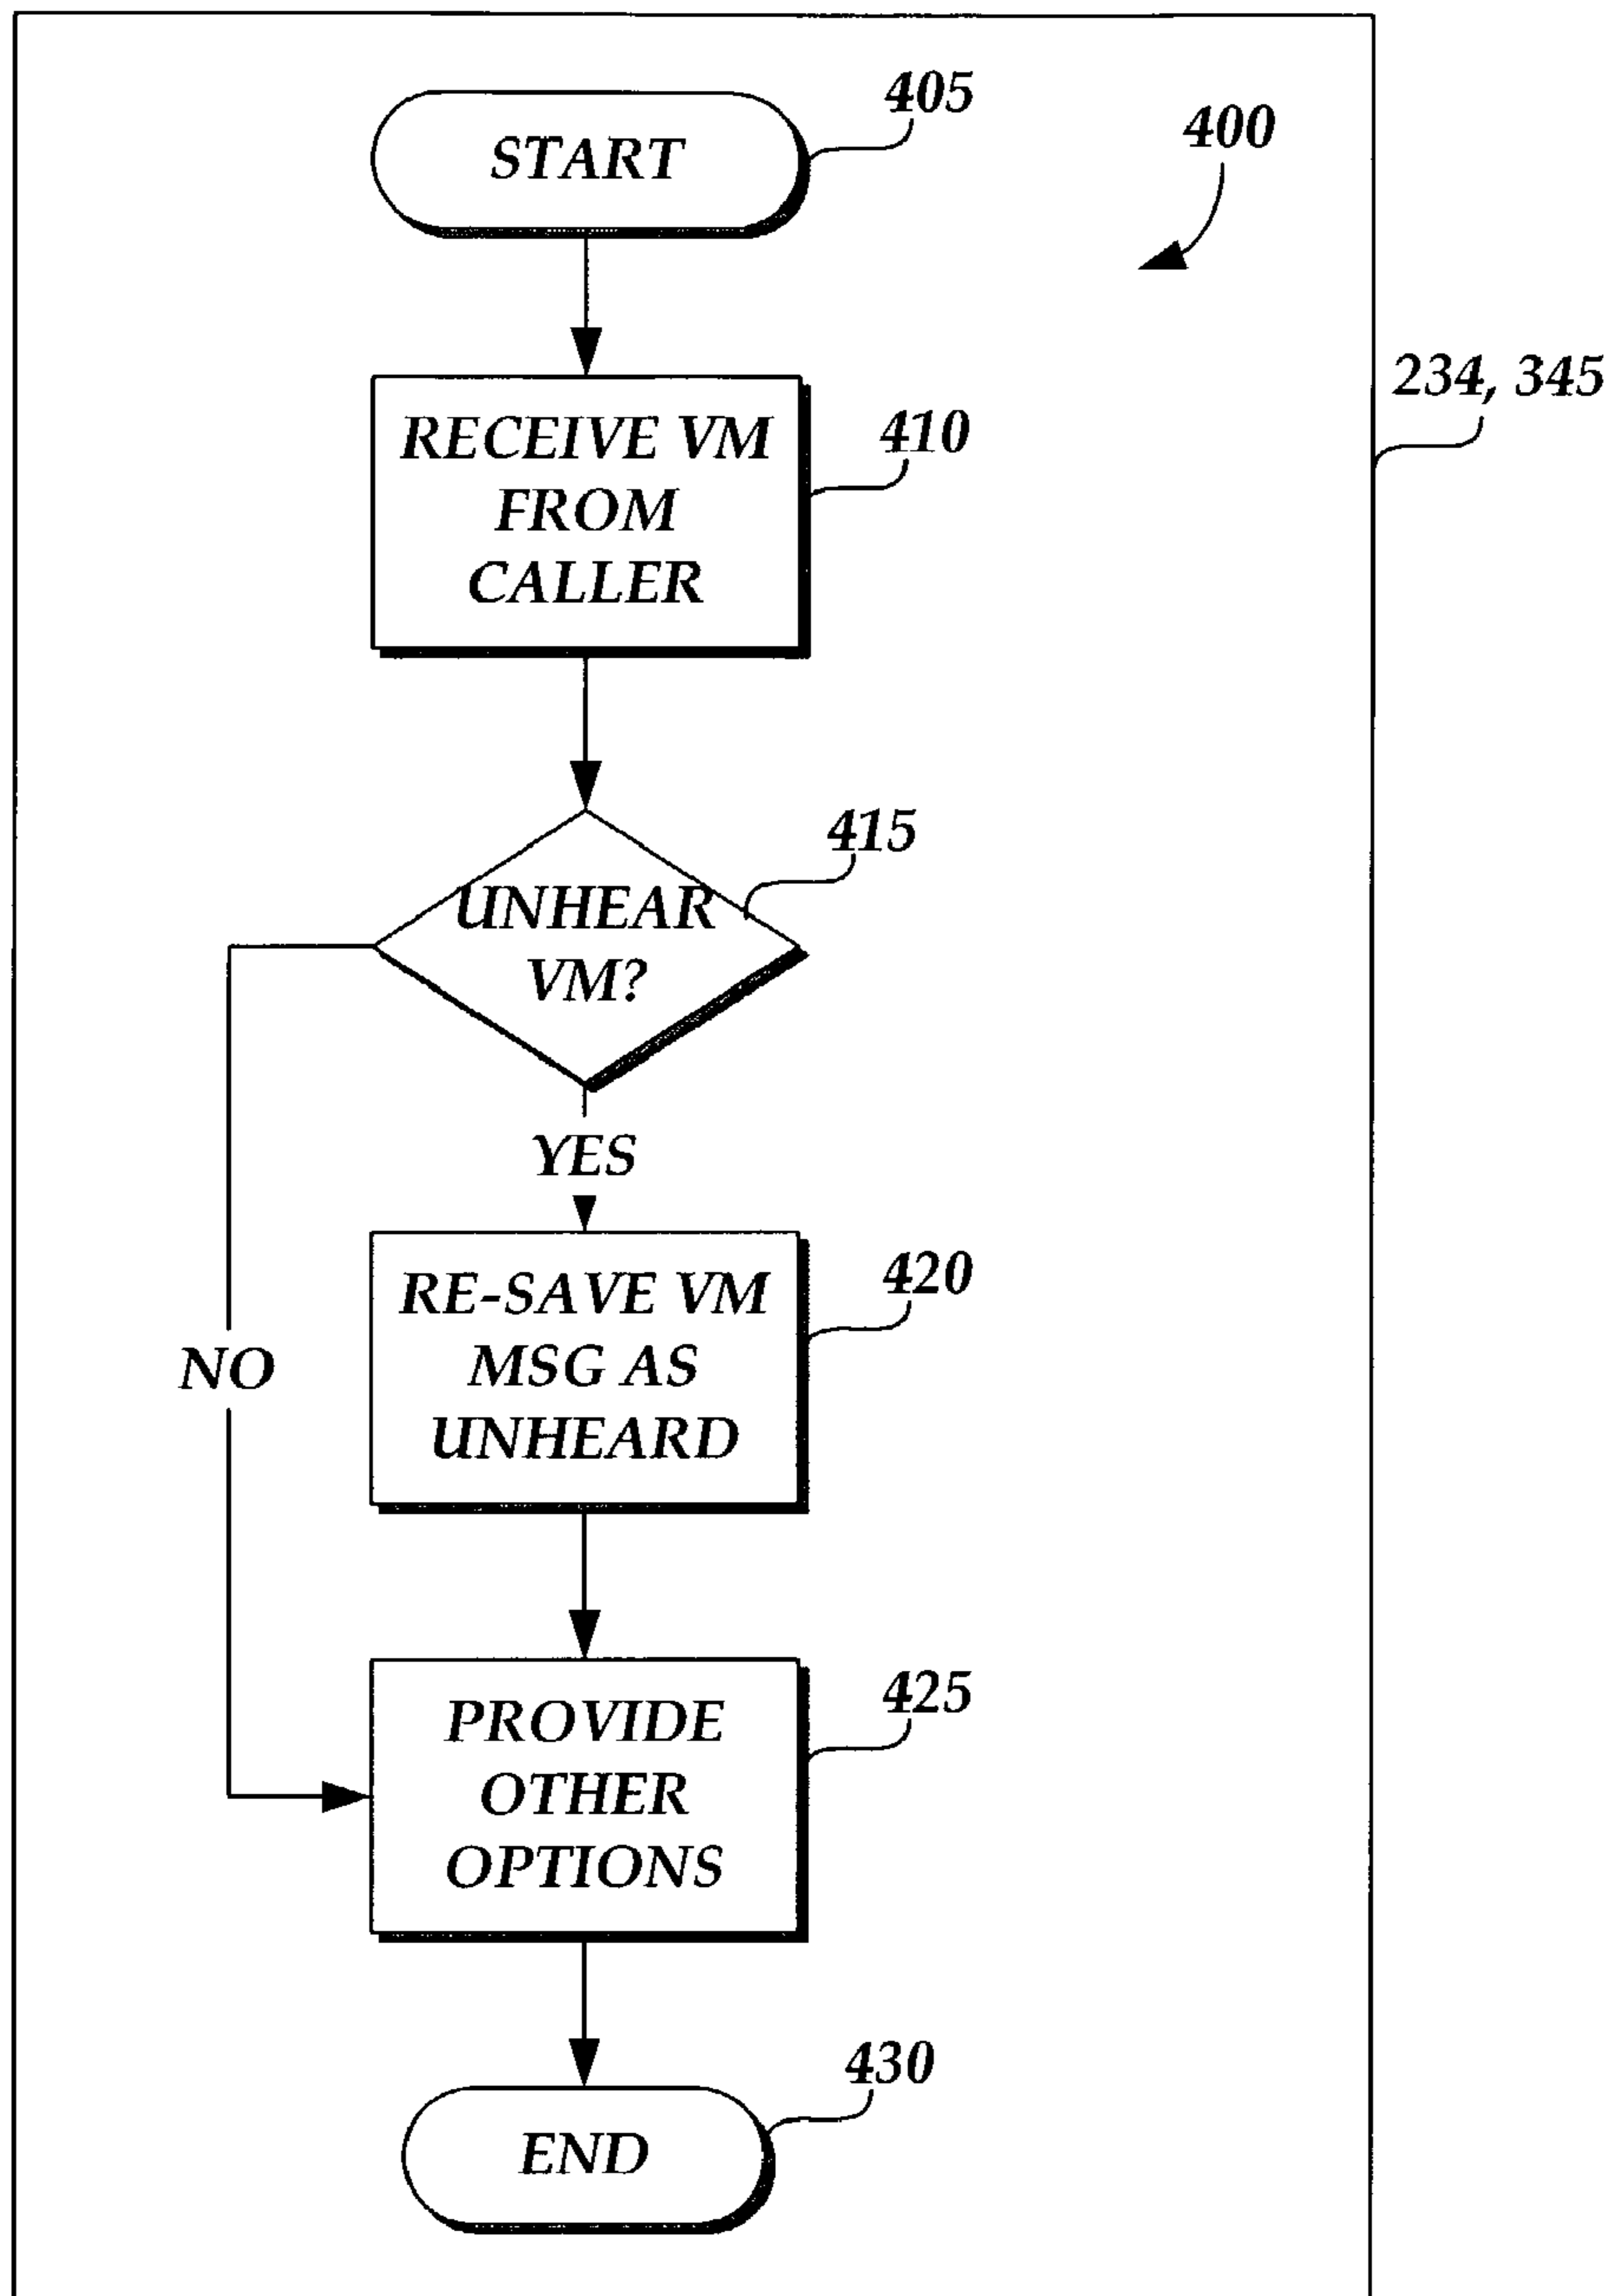 405
START
400
234, 345
RECEIVE VM
FROM
CALLER
410
415
UNHEAR
VM?
YES
420
RE-SAVE VM
MSG AS
UNHEARD
NO
425
PROVIDE
OTHER
OPTIONS
430
END